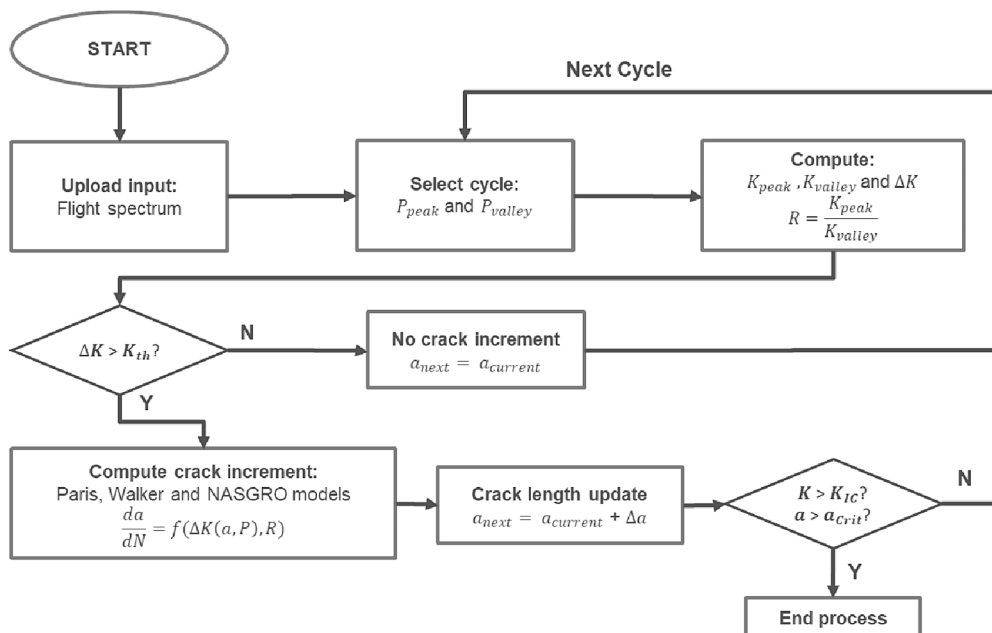 START
Next Cycle
Upload input:
Flight spectrum
Select cycle:
P_peak and P_valley
Compute:
K_peak ,K_valley and ΔK
R = K_peak / K_valley
ΔK > K_th?
N
No crack increment
a_next = a_current
Y
Compute crack increment:
Paris, Walker and NASGRO models
da/dN = f(ΔK(a, P), R)
Crack length update
a_next = a_current + Δa
K > K_IC?
a > a_Crit?
N
Y
End process